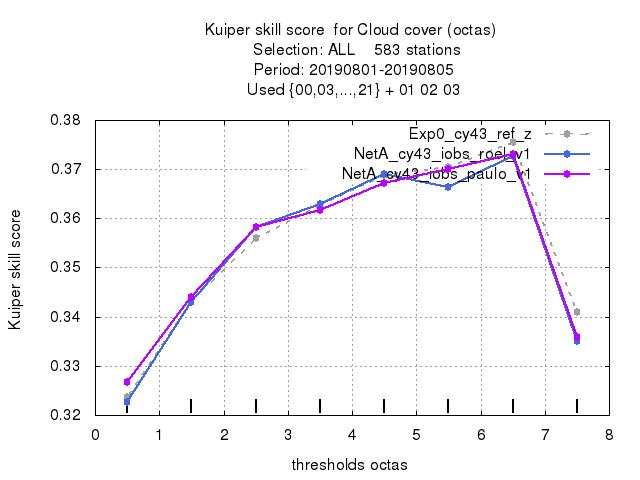 Kuiper skill score  for Cloud cover (octas)
Selection: ALL    583 stations
Period: 20190801-20190805
Used {00,03,...,21} + 01 02 03
0.38
0.37
0.36
0.35
0.34
0.33
0.32
Kuiper skill score
Exp0_cy43_ref_z
NetA_cy43_iobs_roel_v1
NetA_cy43_iobs_paulo_v1
0 1 2 3 4 5 6 7 8
thresholds octas